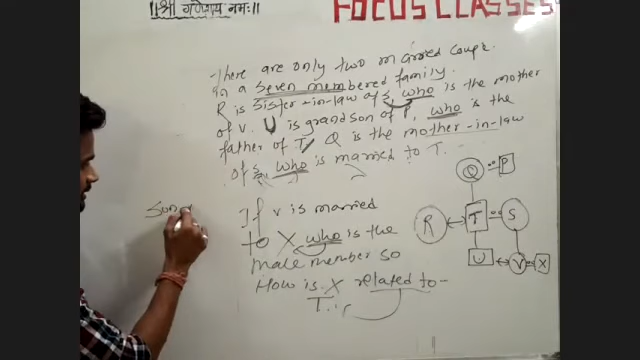 ॥श्री गणेशाय नमः॥
FOCUS CLASSES
There are only two married couple
in a seven membered family.
R is sister-in-law of S who is the mother
of V. U is grandson of P, who is the
father of T, Q is the mother-in-law
of S, who is married to T.
Q = P
R T S
U V = X
If V is married
to X who is the
male member so
How is X related to
T.